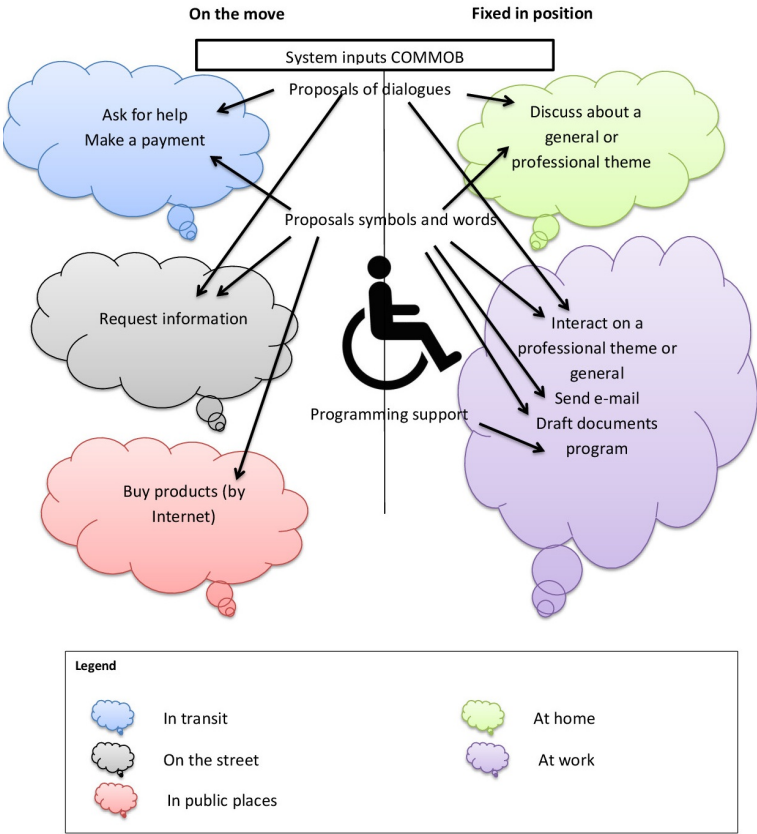 On the move
Fixed in position
System inputs COMMOB
Proposals of dialogues
Ask for help
Make a payment
Discuss about a
general or
professional theme
Proposals symbols and words
Request information
Interact on a
professional theme or
general
Send e-mail
Draft documents
program
Programming support
Buy products (by
Internet)
Legend
In transit
At home
On the street
At work
In public places